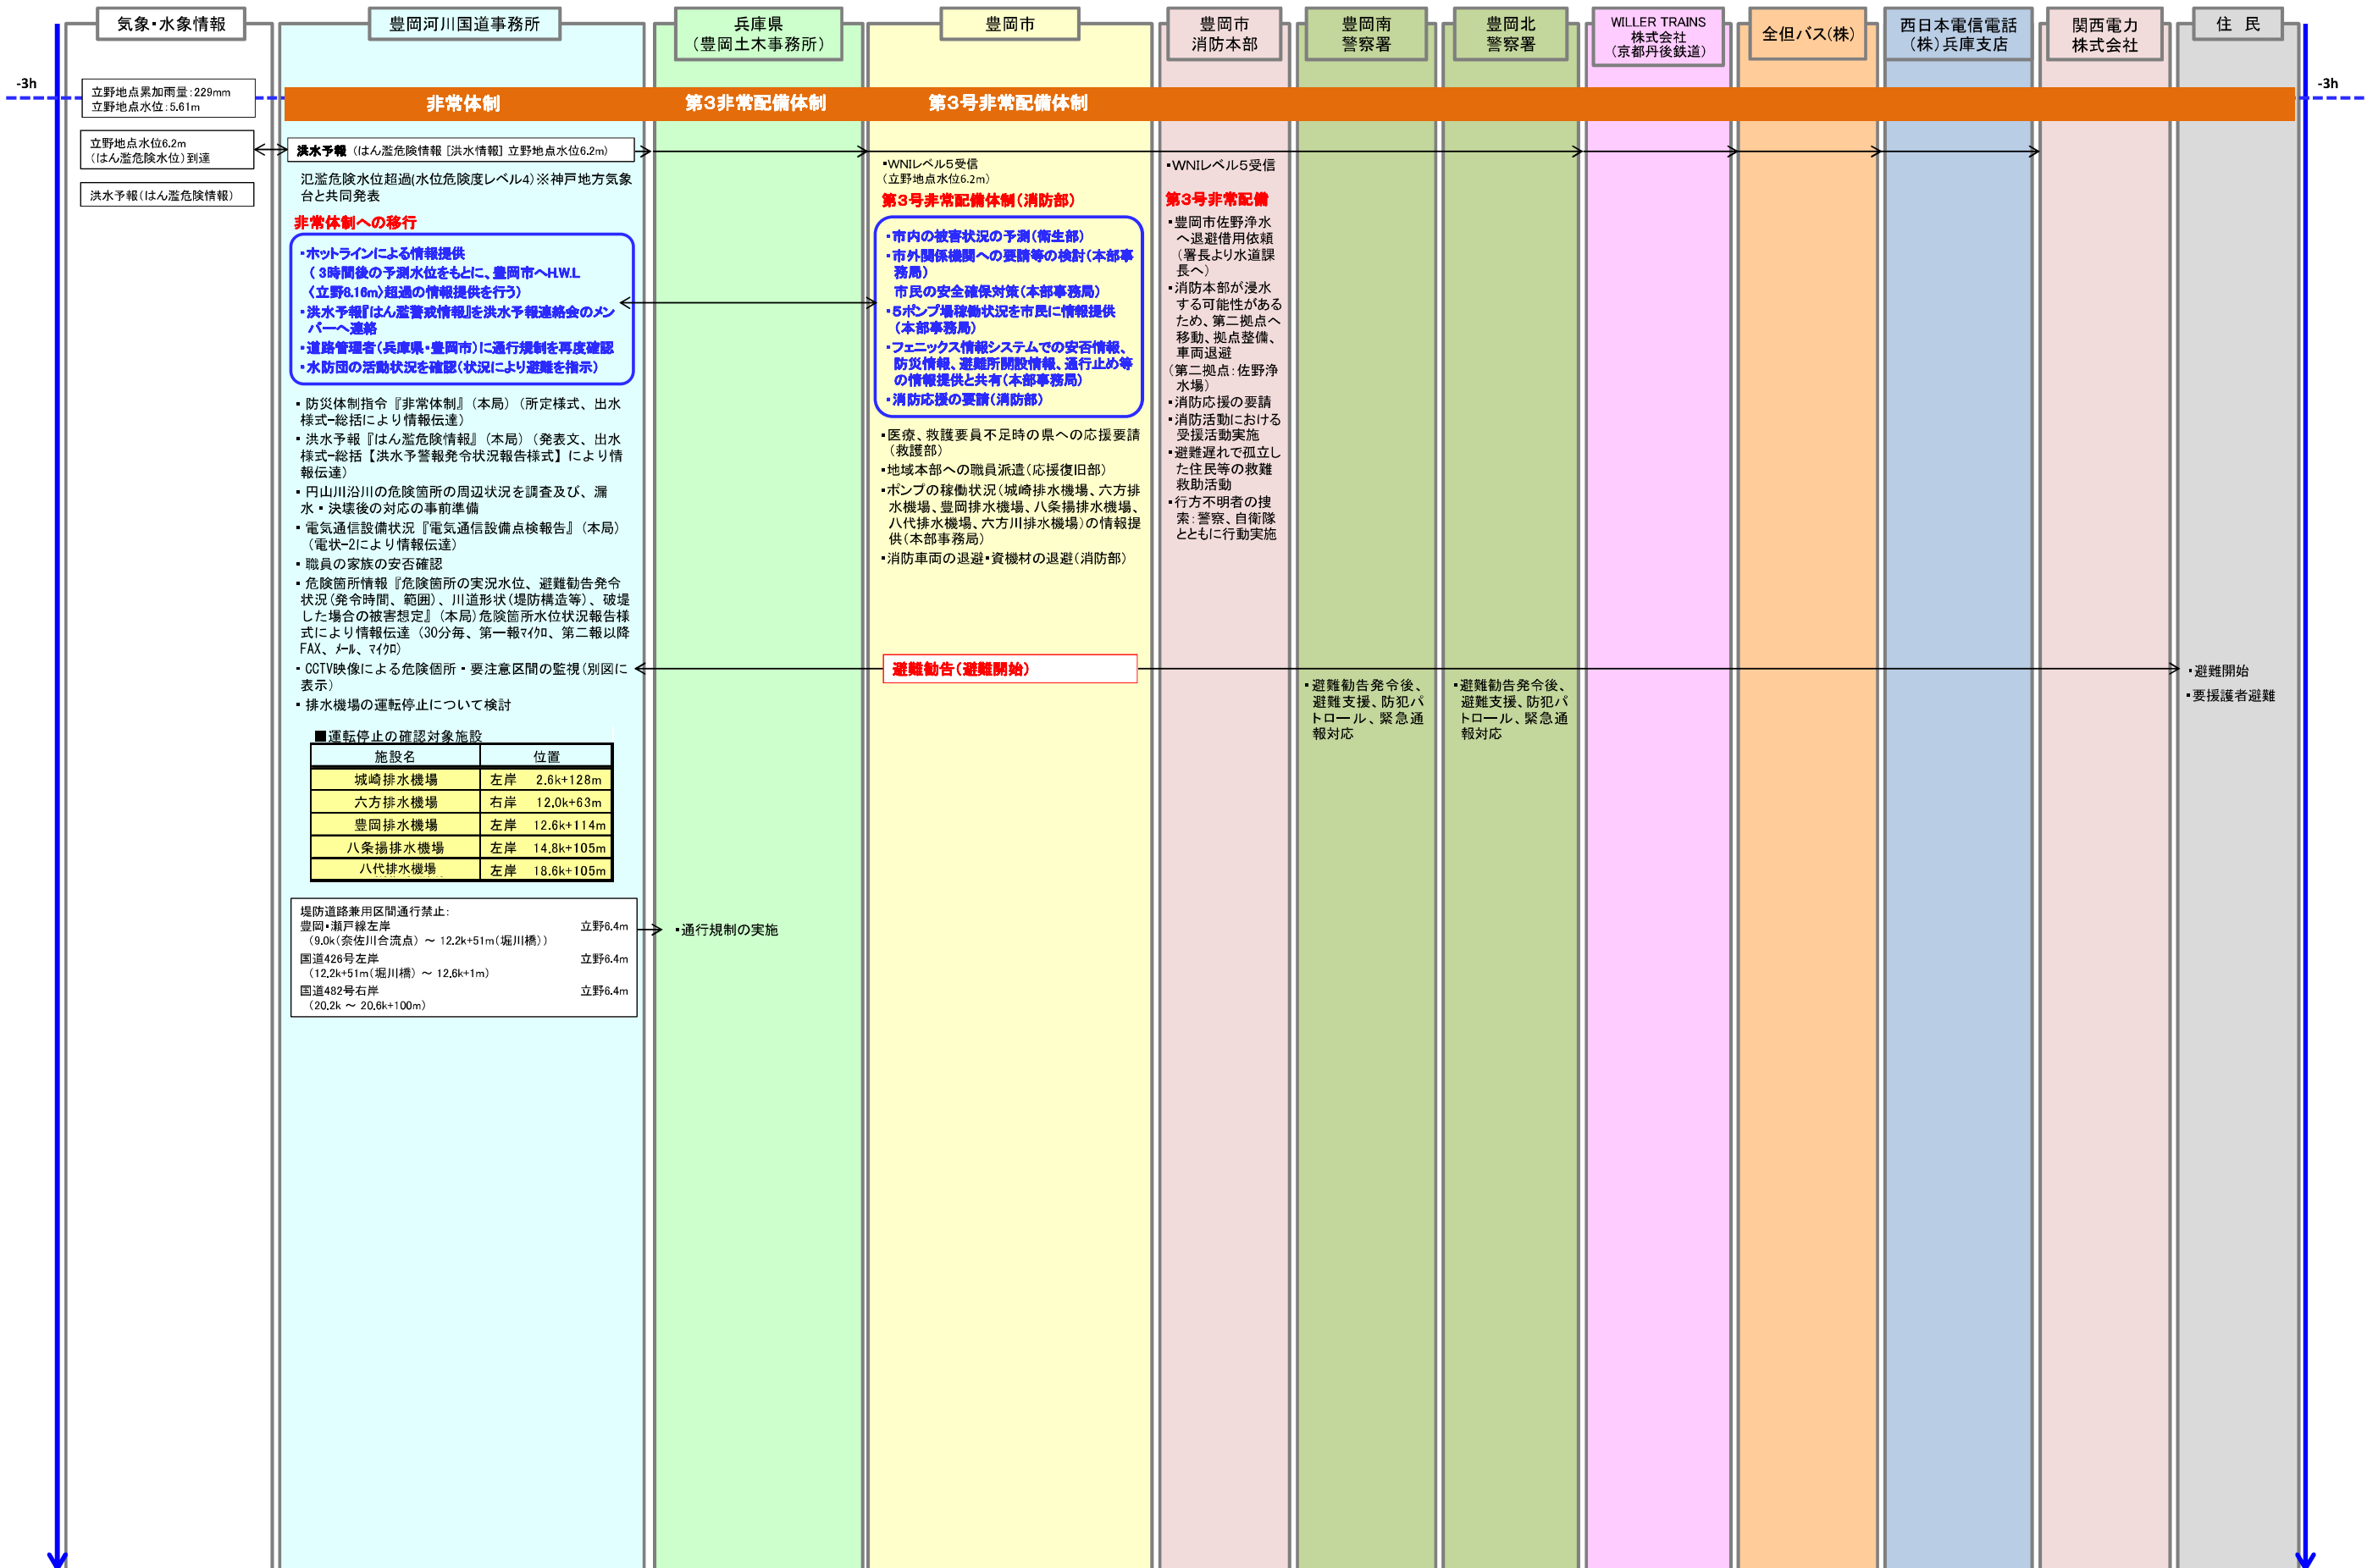 気象・水象情報
豊岡河川国道事務所
兵庫県
（豊岡土木事務所）
豊岡市
豊岡市
消防本部
豊岡南
警察署
豊岡北
警察署
WILLER TRAINS
株式会社
（京都丹後鉄道）
全但バス(株)
西日本電信電話
（株）兵庫支店
関西電力
株式会社
住　民
-3h
-3h
立野地点累加雨量：229mm
立野地点水位：5.61m
非常体制
第３非常配備体制
第３号非常配備体制
立野地点水位6.2m
（はん濫危険水位）到達
洪水予報（はん濫危険情報）
洪水予報（はん濫危険情報［洪水情報］立野地点水位6.2m）
氾濫危険水位超過(水位危険度レベル4)※神戸地方気象
台と共同発表
非常体制への移行
・ホットラインによる情報提供
（３時間後の予測水位をもとに、豊岡市へH.W.L
〈立野8.16m〉超過の情報提供を行う）
・洪水予報『はん濫警戒情報』を洪水予報連絡会のメン
バーへ連絡
・道路管理者（兵庫県・豊岡市）に通行規制を再度確認
・水防団の活動状況を確認（状況により避難を指示）
・防災体制指令『非常体制』（本局）（所定様式、出水
様式-総括により情報伝達）
・洪水予報『はん濫危険情報』（本局）（発表文、出水
様式-総括【洪水予警報発令状況報告様式】により情
報伝達）
・円山川沿川の危険箇所の周辺状況を調査及び、漏
水・決壊後の対応の事前準備
・電気通信設備状況『電気通信設備点検報告』（本局）
（電状-2により情報伝達）
・職員の家族の安否確認
・危険箇所情報『危険箇所の実況水位、避難勧告発令
状況（発令時間、範囲）、川道形状（堤防構造等）、破堤
した場合の被害想定』（本局）危険箇所水位状況報告様
式により情報伝達（30分毎、第一報ﾏｲｸﾛ、第二報以降
FAX、ﾒｰﾙ、ﾏｲｸﾛ）
・CCTV映像による危険個所・要注意区間の監視（別図に
表示）
・排水機場の運転停止について検討
■運転停止の確認対象施設
施設名　位置
城崎排水機場　左岸　2.6k+128m
六方排水機場　右岸　12.0k+63m
豊岡排水機場　左岸　12.6k+114m
八条揚排水機場　左岸　14.8k+105m
八代排水機場　左岸　18.6k+105m
堤防道路兼用区間通行禁止：
豊岡・瀬戸線左岸　立野6.4m
（9.0k（奈佐川合流点）～ 12.2k+51m（堀川橋））
国道426号左岸　立野6.4m
（12.2k+51m（堀川橋）～ 12.6k+1m）
国道482号右岸　立野6.4m
（20.2k ～ 20.6k+100m）
・通行規制の実施
・WNIレベル５受信
（立野地点水位6.2m）
第３号非常配備体制（消防部）
・市内の被害状況の予測（衛生部）
・市外関係機関への要請等の検討（本部事
務局）
市民の安全確保対策（本部事務局）
・５ポンプ場稼働状況を市民に情報提供
（本部事務局）
・フェニックス情報システムでの安否情報、
防災情報、避難所開設情報、通行止め等
の情報提供と共有（本部事務局）
・消防応援の要請（消防部）
・医療、救護要員不足時の県への応援要請
（救護部）
・地域本部への職員派遣（応援復旧部）
・ポンプの稼働状況（城崎排水機場、六方排
水機場、豊岡排水機場、八条揚排水機場、
八代排水機場、六方川排水機場）の情報提
供（本部事務局）
・消防車両の退避・資機材の退避（消防部）
避難勧告（避難開始）
・WNIレベル５受信
第３号非常配備
・豊岡市佐野浄水
へ退避借用依頼
（署長より水道課
長へ）
・消防本部が浸水
する可能性がある
ため、第二拠点へ
移動、拠点整備、
車両退避
（第二拠点：佐野浄
水場）
・消防応援の要請
・消防活動における
受援活動実施
・避難遅れで孤立し
た住民等の救難
救助活動
・行方不明者の捜
索：警察、自衛隊
とともに行動実施
・避難勧告発令後、
避難支援、防犯パ
トロール、緊急通
報対応
・避難勧告発令後、
避難支援、防犯パ
トロール、緊急通
報対応
・避難開始
・要援護者避難